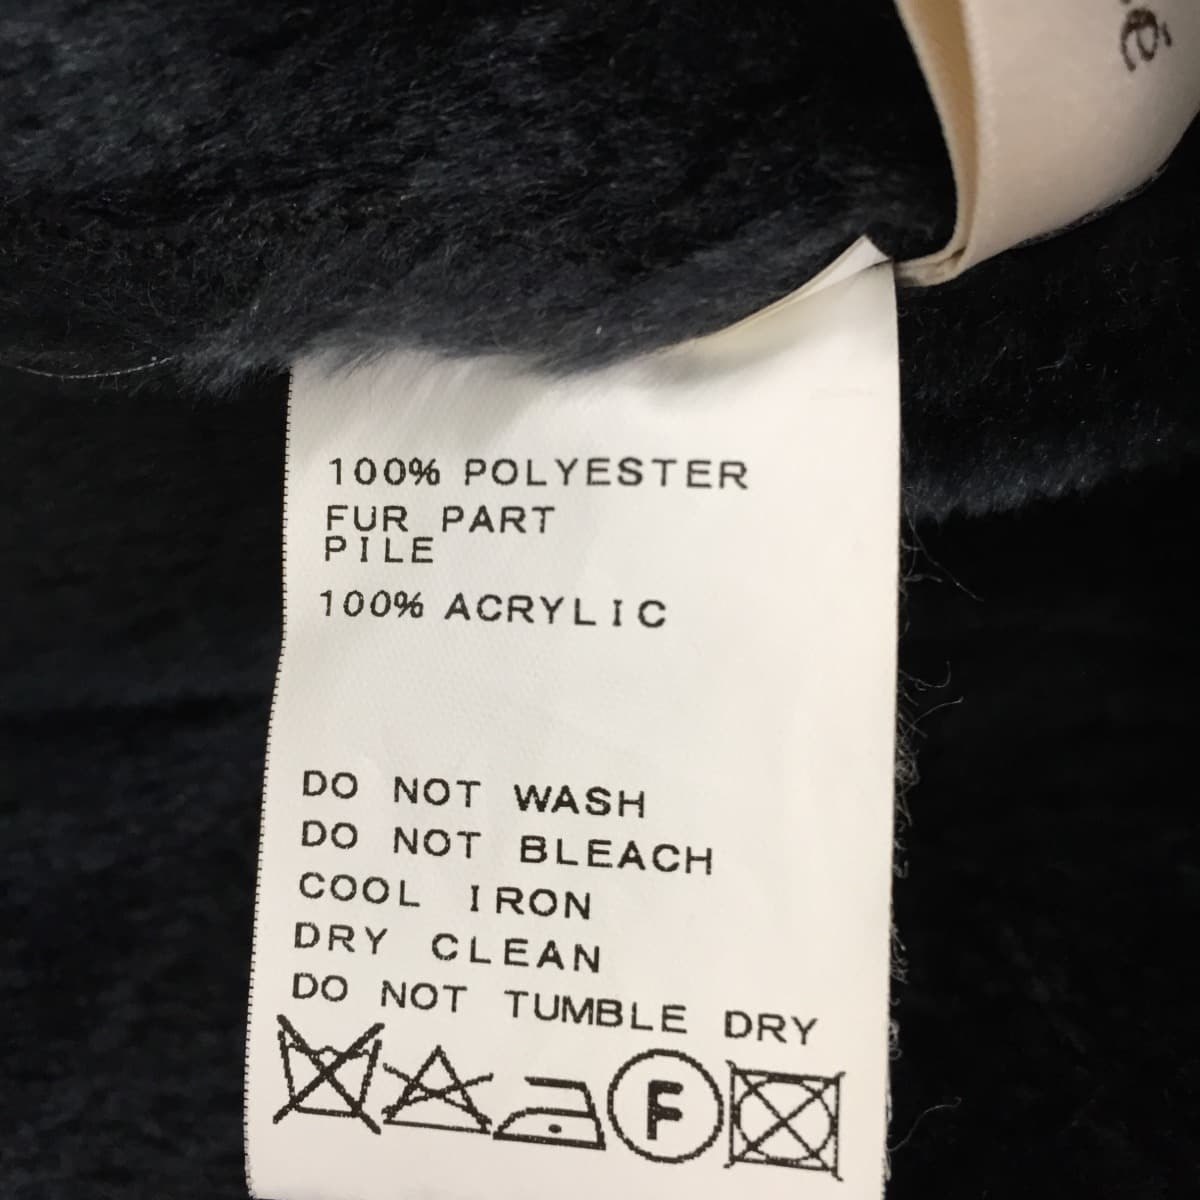 100% POLYESTER
FUR PART
PILE
100% ACRYLIC
DO NOT WASH
DO NOT BLEACH
COOL IRON
DRY CLEAN
DO NOT TUMBLE DRY
F